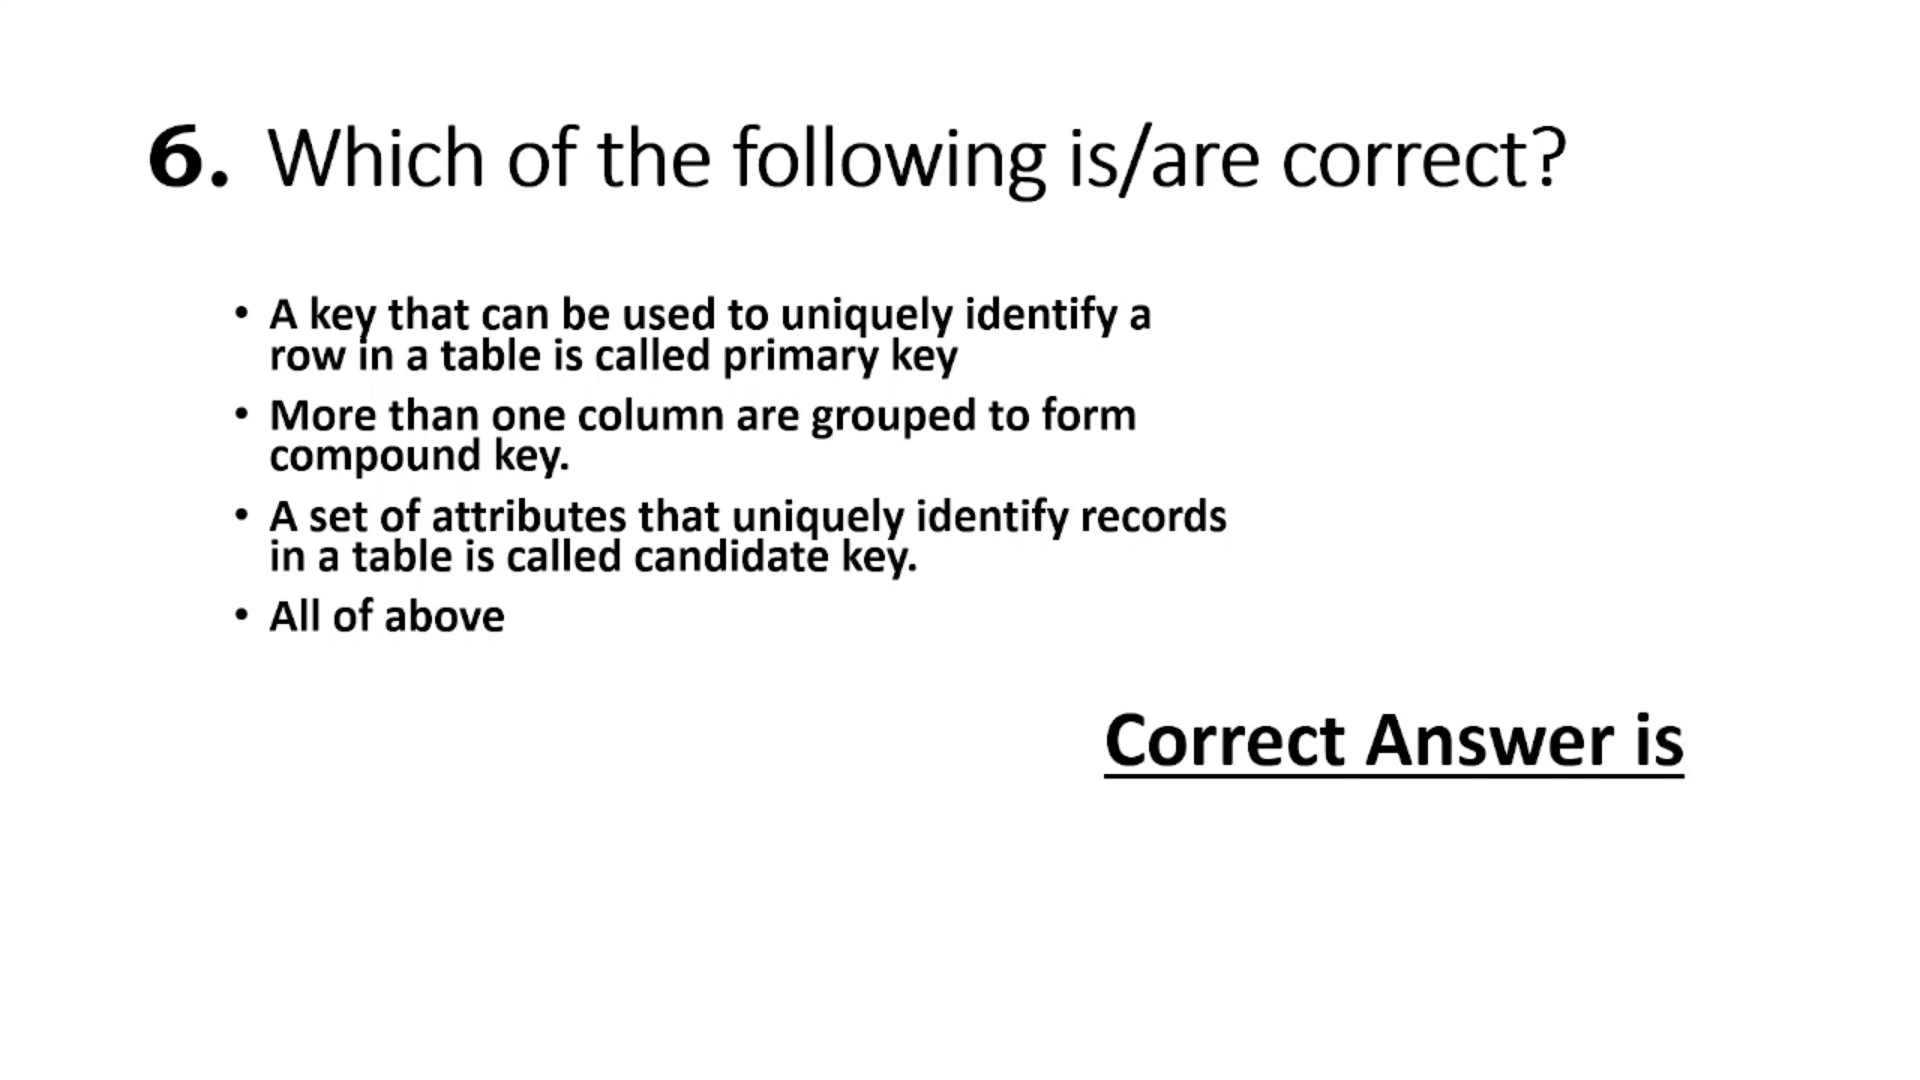 6. Which of the following is/are correct?
• A key that can be used to uniquely identify a
row in a table is called primary key
• More than one column are grouped to form
compound key.
• A set of attributes that uniquely identify records
in a table is called candidate key.
• All of above
Correct Answer is